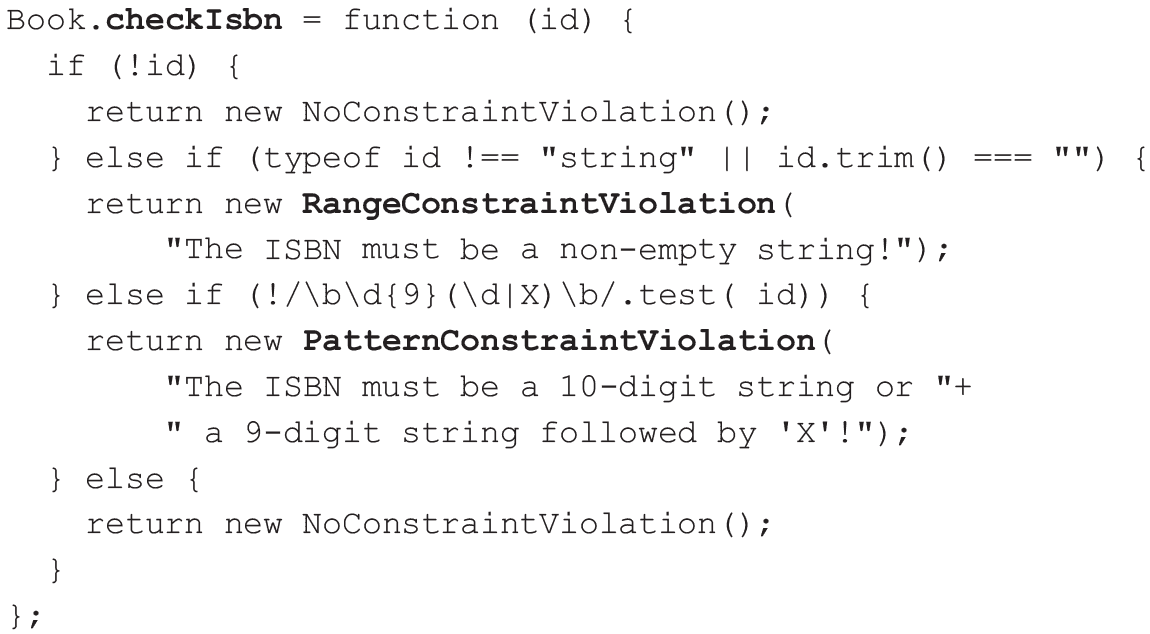 Book.checkIsbn = function (id) {
  if (!id) {
    return new NoConstraintViolation();
  } else if (typeof id !== "string" || id.trim() === "") {
    return new RangeConstraintViolation(
        "The ISBN must be a non-empty string!");
  } else if (!/\b\d{9}(\d|X)\b/.test( id)) {
    return new PatternConstraintViolation(
        "The ISBN must be a 10-digit string or "+
        " a 9-digit string followed by 'X'!");
  } else {
    return new NoConstraintViolation();
  }
};